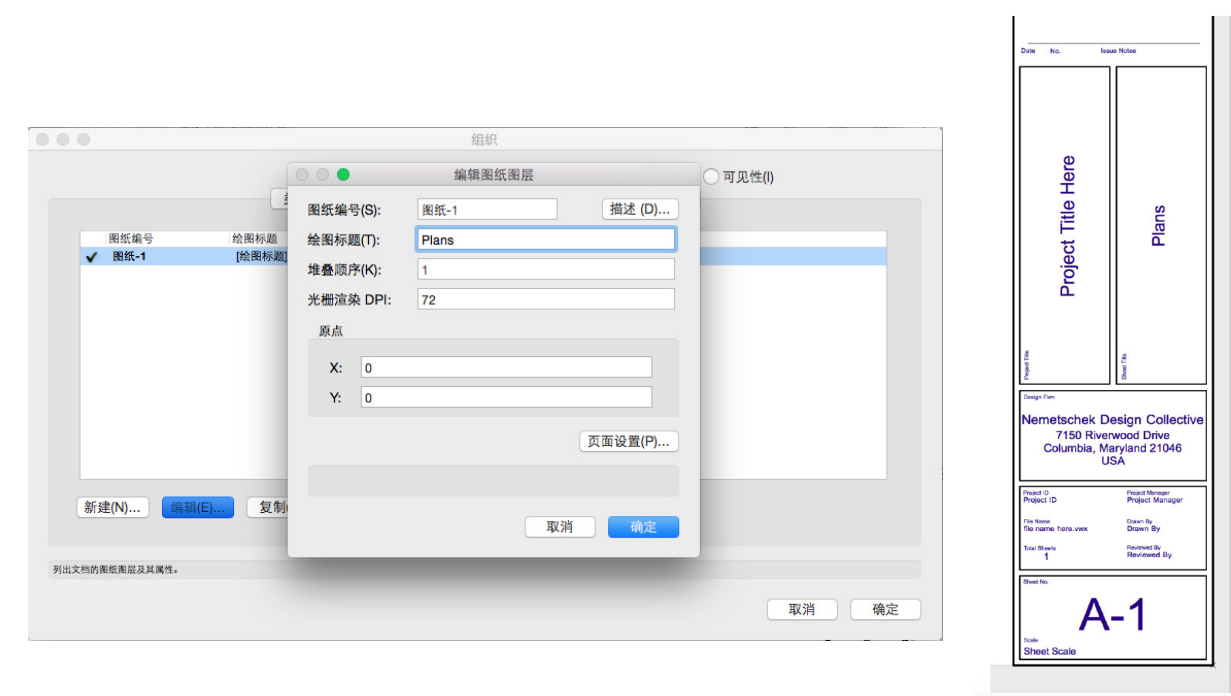 组织
编辑图纸图层
可见性(I)
图纸编号(S):
图纸-1
描述 (D)...
绘图标题(T):
Plans
堆叠顺序(K):
1
光栅渲染 DPI:
72
原点
X:
0
Y:
0
页面设置(P)...
取消
确定
图纸编号
绘图标题
图纸-1
[绘图标题]
新建(N)...
编辑(E)...
复制
列出文档的图纸图层及其属性。
取消
确定
Date No. Issue Notes
Project Title Here
Project Title
Plans
Sheet Title
Design Firm
Nemetschek Design Collective
7150 Riverwood Drive
Columbia, Maryland 21046
USA
Project ID
Project ID
Project Manager
Project Manager
File Name
file name here.vwx
Drawn By
Drawn By
Total Sheets
1
Reviewed By
Reviewed By
Sheet No.
A-1
Scale
Sheet Scale